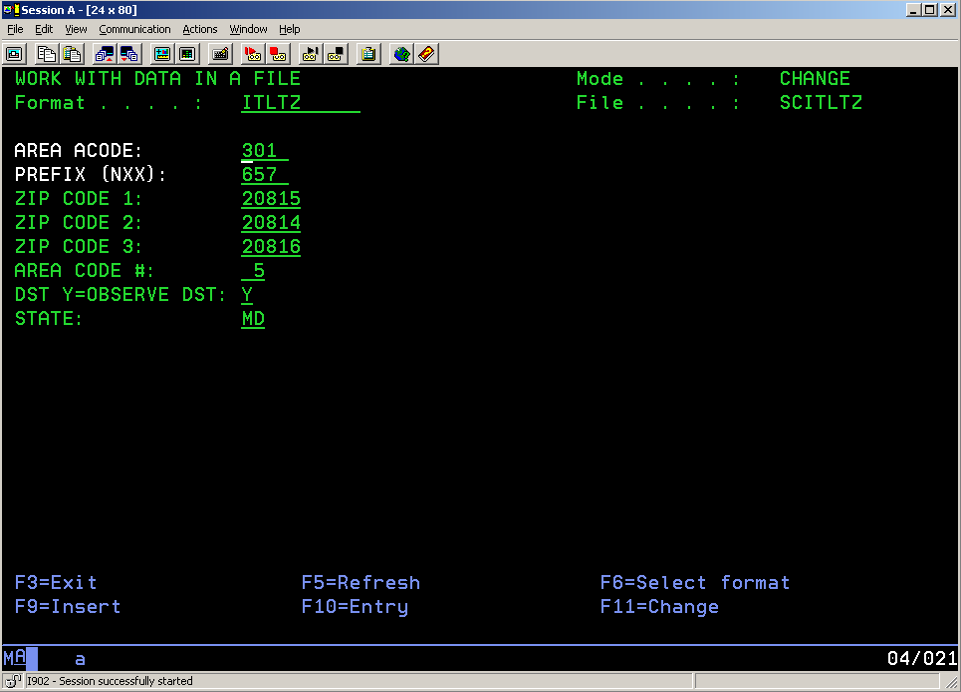 Session A - [24 x 80]
File Edit View Communication Actions Window Help
WORK WITH DATA IN A FILE Mode . . . . : CHANGE
Format . . . . : ITLTZ File . . . . : SCITLTZ
AREA ACODE: 301
PREFIX (NXX): 657
ZIP CODE 1: 20815
ZIP CODE 2: 20814
ZIP CODE 3: 20816
AREA CODE #: 5
DST Y=OBSERVE DST: Y
STATE: MD
F3=Exit F5=Refresh F6=Select format
F9=Insert F10=Entry F11=Change
MA a 04/021
I902 - Session successfully started